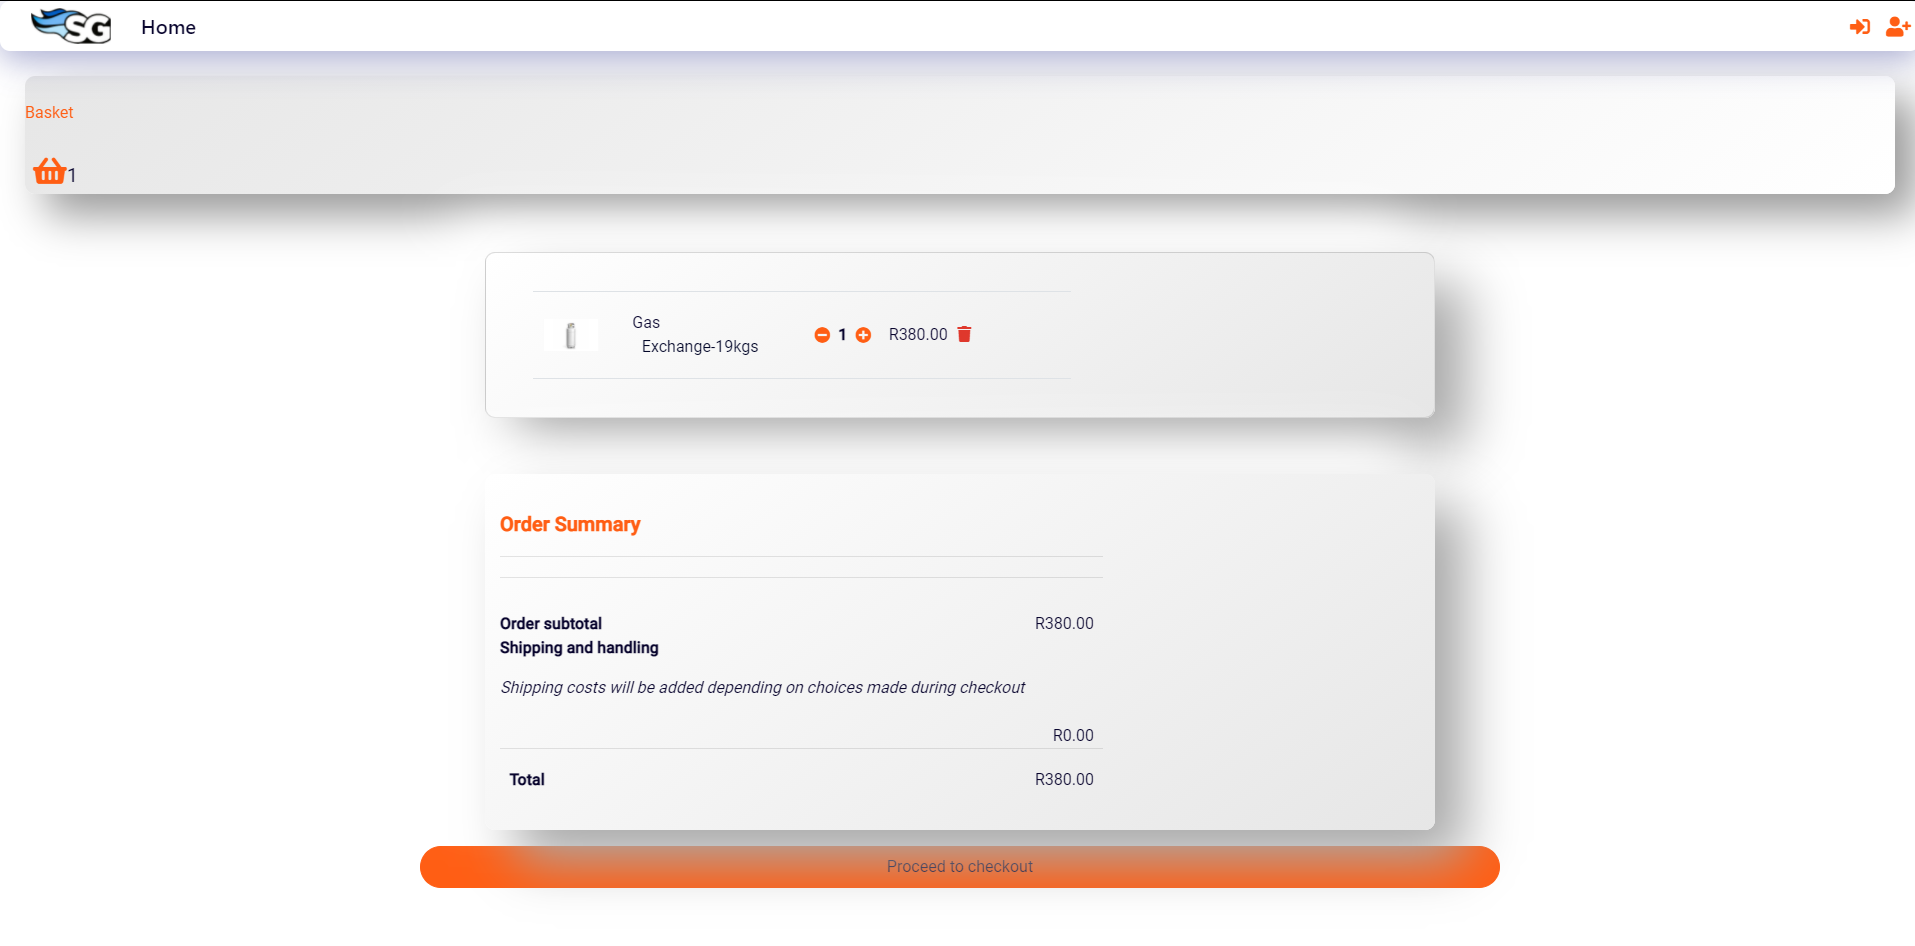 SG Home
Basket
1
Gas
Exchange-19kgs
1 R380.00
Order Summary
Order subtotal R380.00
Shipping and handling
Shipping costs will be added depending on choices made during checkout
R0.00
Total R380.00
Proceed to checkout